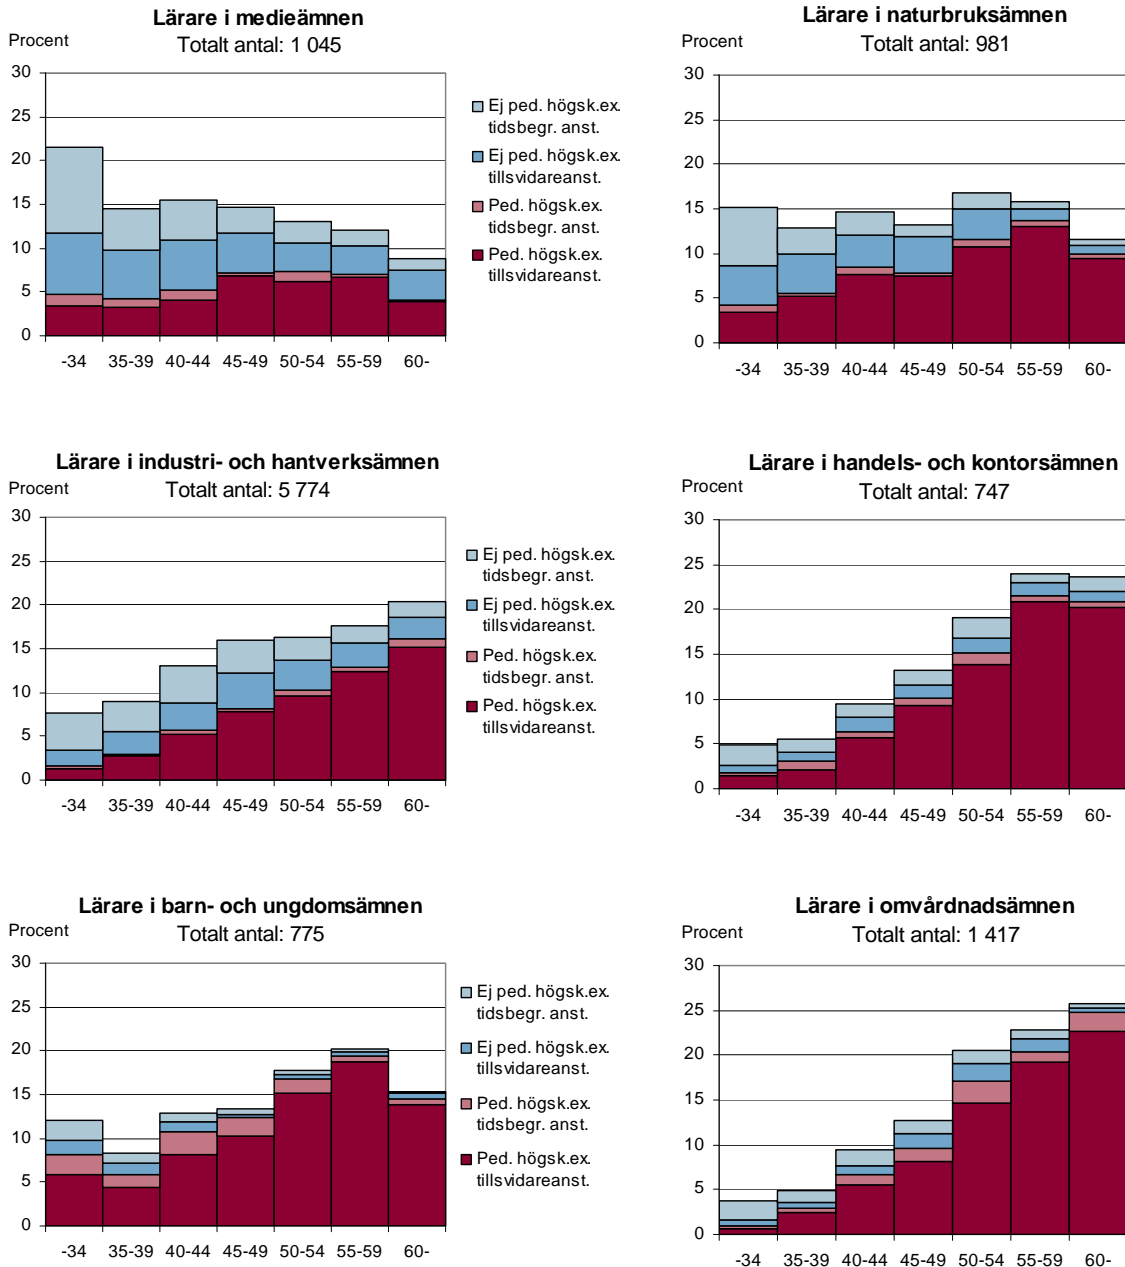 Lärare i medieämnen
Procent
Totalt antal: 1 045
30
25
20
15
10
5
0
-34 35-39 40-44 45-49 50-54 55-59 60-
Ej ped. högsk.ex.
tidsbegr. anst.
Ej ped. högsk.ex.
tillsvidareanst.
Ped. högsk.ex.
tidsbegr. anst.
Ped. högsk.ex.
tillsvidareanst.
Lärare i naturbruksämnen
Procent
Totalt antal: 981
30
25
20
15
10
5
0
-34 35-39 40-44 45-49 50-54 55-59 60-
Lärare i industri- och hantverksämnen
Procent
Totalt antal: 5 774
30
25
20
15
10
5
0
-34 35-39 40-44 45-49 50-54 55-59 60-
Ej ped. högsk.ex.
tidsbegr. anst.
Ej ped. högsk.ex.
tillsvidareanst.
Ped. högsk.ex.
tidsbegr. anst.
Ped. högsk.ex.
tillsvidareanst.
Lärare i handels- och kontorsämnen
Procent
Totalt antal: 747
30
25
20
15
10
5
0
-34 35-39 40-44 45-49 50-54 55-59 60-
Lärare i barn- och ungdomsämnen
Procent
Totalt antal: 775
30
25
20
15
10
5
0
-34 35-39 40-44 45-49 50-54 55-59 60-
Ej ped. högsk.ex.
tidsbegr. anst.
Ej ped. högsk.ex.
tillsvidareanst.
Ped. högsk.ex.
tidsbegr. anst.
Ped. högsk.ex.
tillsvidareanst.
Lärare i omvårdnadsämnen
Procent
Totalt antal: 1 417
30
25
20
15
10
5
0
-34 35-39 40-44 45-49 50-54 55-59 60-